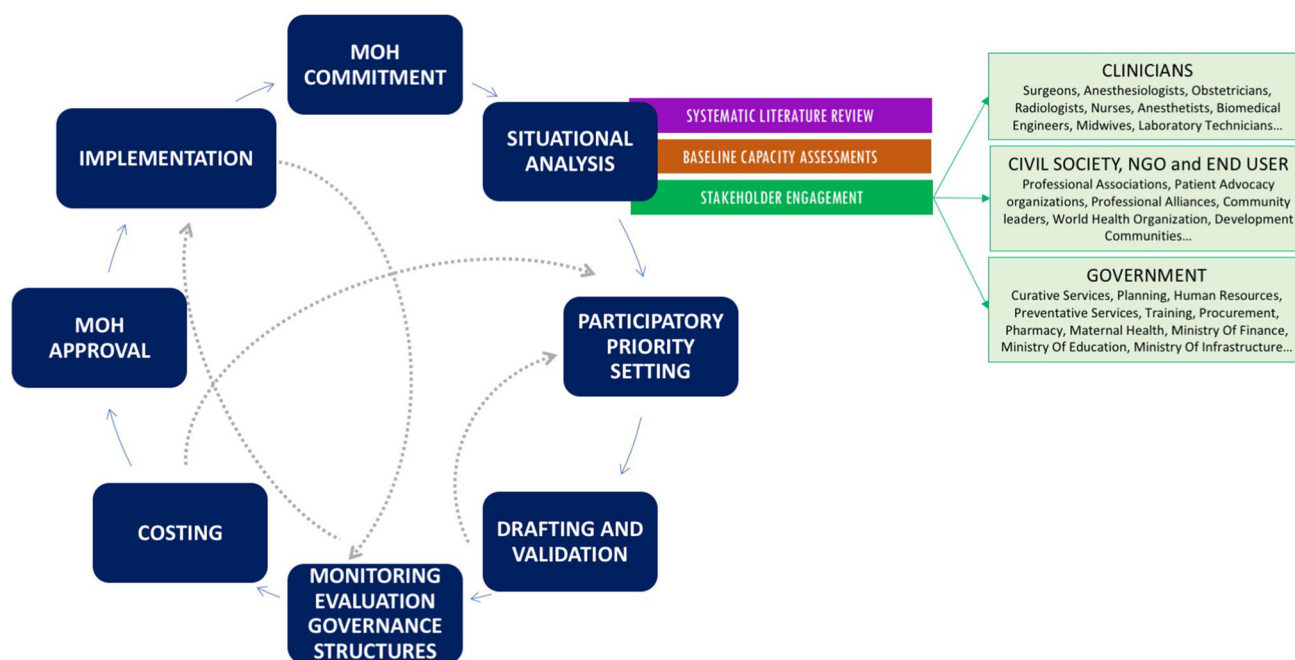 MOH
COMMITMENT
SITUATIONAL
ANALYSIS
SYSTEMATIC LITERATURE REVIEW
BASELINE CAPACITY ASSESSMENTS
STAKEHOLDER ENGAGEMENT
CLINICIANS
Surgeons, Anesthesiologists, Obstetricians,
Radiologists, Nurses, Anesthetists, Biomedical
Engineers, Midwives, Laboratory Technicians...
CIVIL SOCIETY, NGO and END USER
Professional Associations, Patient Advocacy
organizations, Professional Alliances, Community
leaders, World Health Organization, Development
Communities...
GOVERNMENT
Curative Services, Planning, Human Resources,
Preventative Services, Training, Procurement,
Pharmacy, Maternal Health, Ministry Of Finance,
Ministry Of Education, Ministry Of Infrastructure...
PARTICIPATORY
PRIORITY
SETTING
DRAFTING AND
VALIDATION
MONITORING
EVALUATION
GOVERNANCE
STRUCTURES
COSTING
MOH
APPROVAL
IMPLEMENTATION